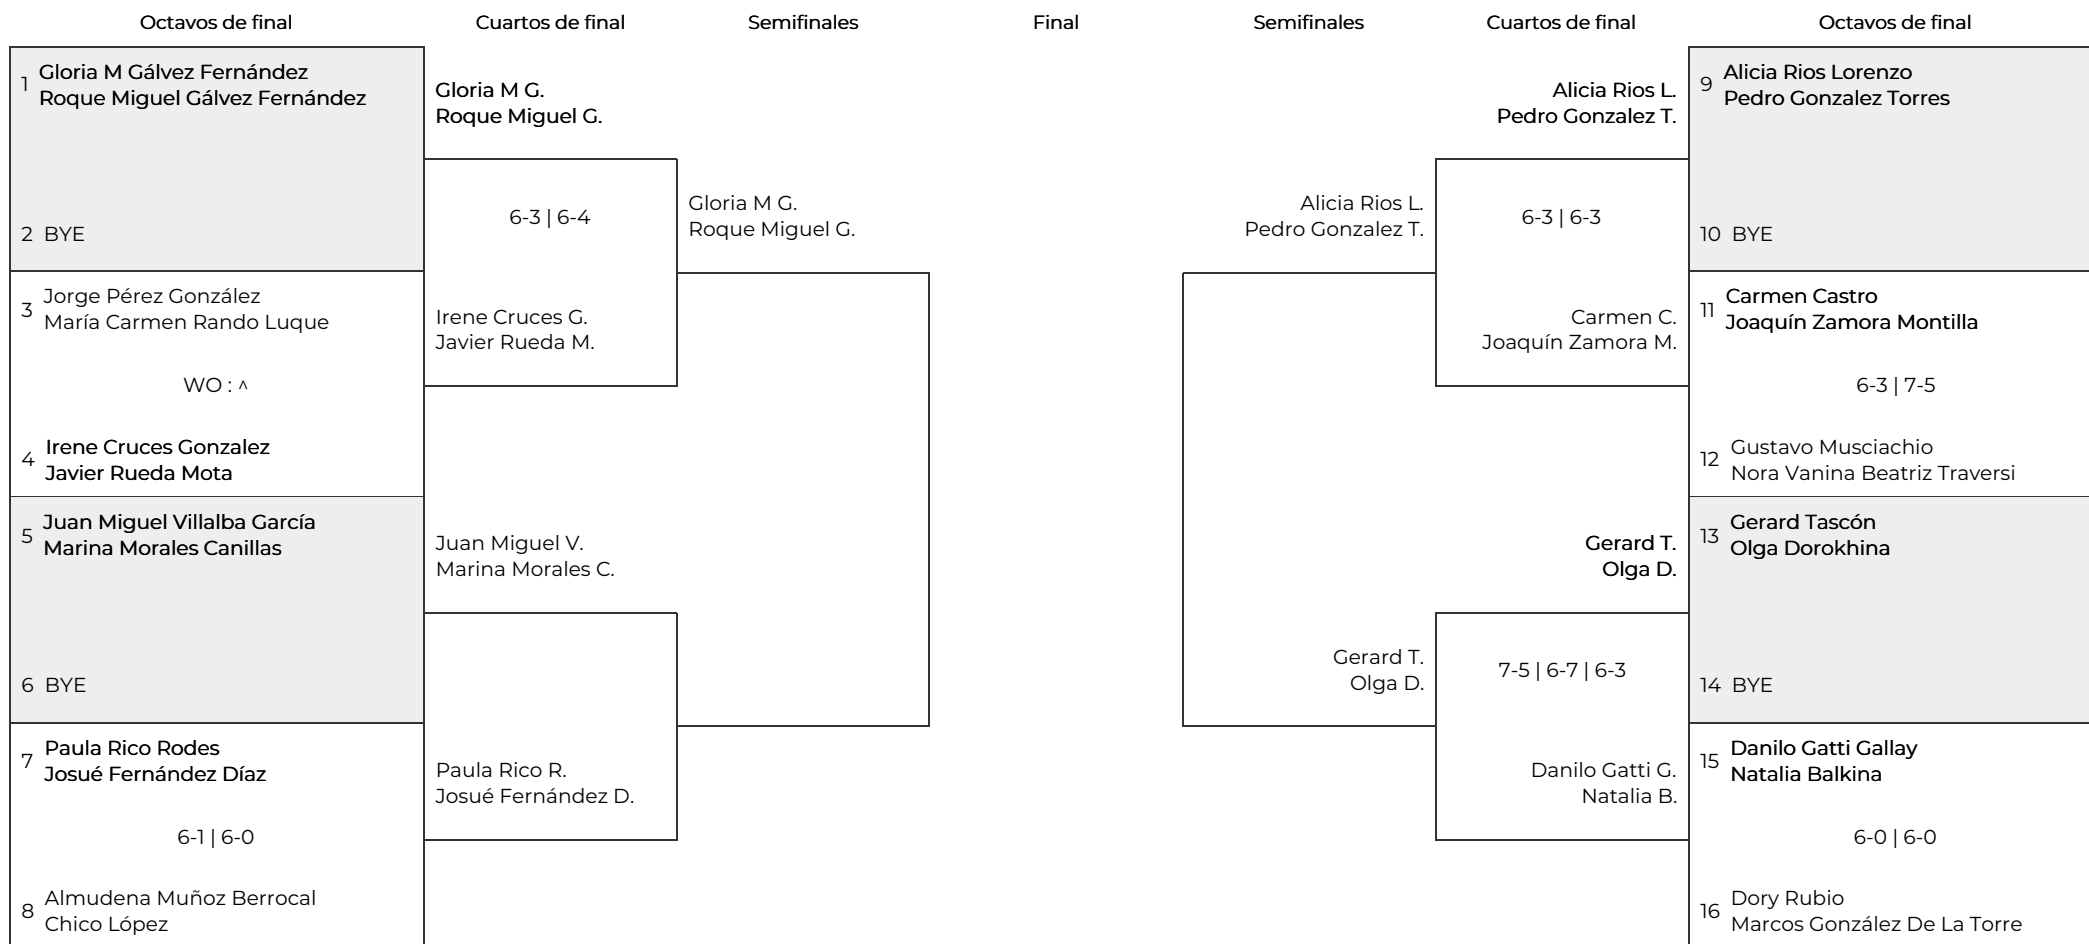 Octavos de final
Cuartos de final
Semifinales
Final
Semifinales
Cuartos de final
Octavos de final
1 Gloria M Gálvez Fernández
Roque Miguel Gálvez Fernández
2 BYE
3 Jorge Pérez González
María Carmen Rando Luque
WO : ^
4 Irene Cruces Gonzalez
Javier Rueda Mota
5 Juan Miguel Villalba García
Marina Morales Canillas
6 BYE
7 Paula Rico Rodes
Josué Fernández Díaz
6-1 | 6-0
8 Almudena Muñoz Berrocal
Chico López
Gloria M G.
Roque Miguel G.
6-3 | 6-4
Irene Cruces G.
Javier Rueda M.
Juan Miguel V.
Marina Morales C.
Paula Rico R.
Josué Fernández D.
Gloria M G.
Roque Miguel G.
Alicia Rios L.
Pedro Gonzalez T.
Gerard T.
Olga D.
Alicia Rios L.
Pedro Gonzalez T.
6-3 | 6-3
Carmen C.
Joaquín Zamora M.
Gerard T.
Olga D.
7-5 | 6-7 | 6-3
Danilo Gatti G.
Natalia B.
9 Alicia Rios Lorenzo
Pedro Gonzalez Torres
10 BYE
11 Carmen Castro
Joaquín Zamora Montilla
6-3 | 7-5
12 Gustavo Musciachio
Nora Vanina Beatriz Traversi
13 Gerard Tascón
Olga Dorokhina
14 BYE
15 Danilo Gatti Gallay
Natalia Balkina
6-0 | 6-0
16 Dory Rubio
Marcos González De La Torre